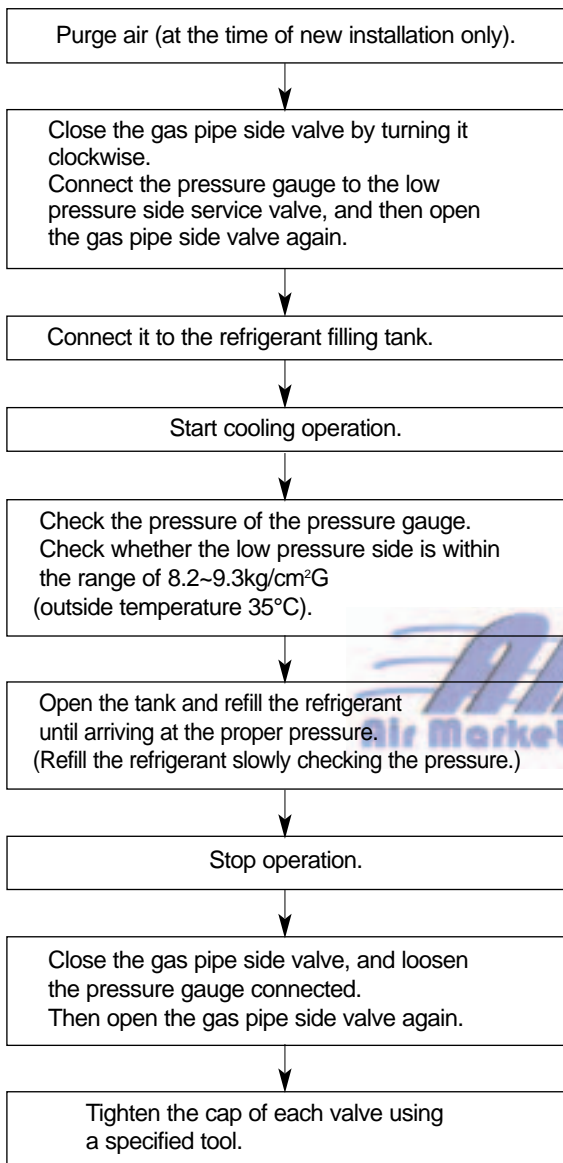 Purge air (at the time of new installation only).
Close the gas pipe side valve by turning it
clockwise.
Connect the pressure gauge to the low
pressure side service valve, and then open
the gas pipe side valve again.
Connect it to the refrigerant filling tank.
Start cooling operation.
Check the pressure of the pressure gauge.
Check whether the low pressure side is within
the range of 8.2~9.3kg/cm²G
(outside temperature 35°C).
Open the tank and refill the refrigerant
until arriving at the proper pressure.
(Refill the refrigerant slowly checking the pressure.)
Air Market
Stop operation.
Close the gas pipe side valve, and loosen
the pressure gauge connected.
Then open the gas pipe side valve again.
Tighten the cap of each valve using
a specified tool.